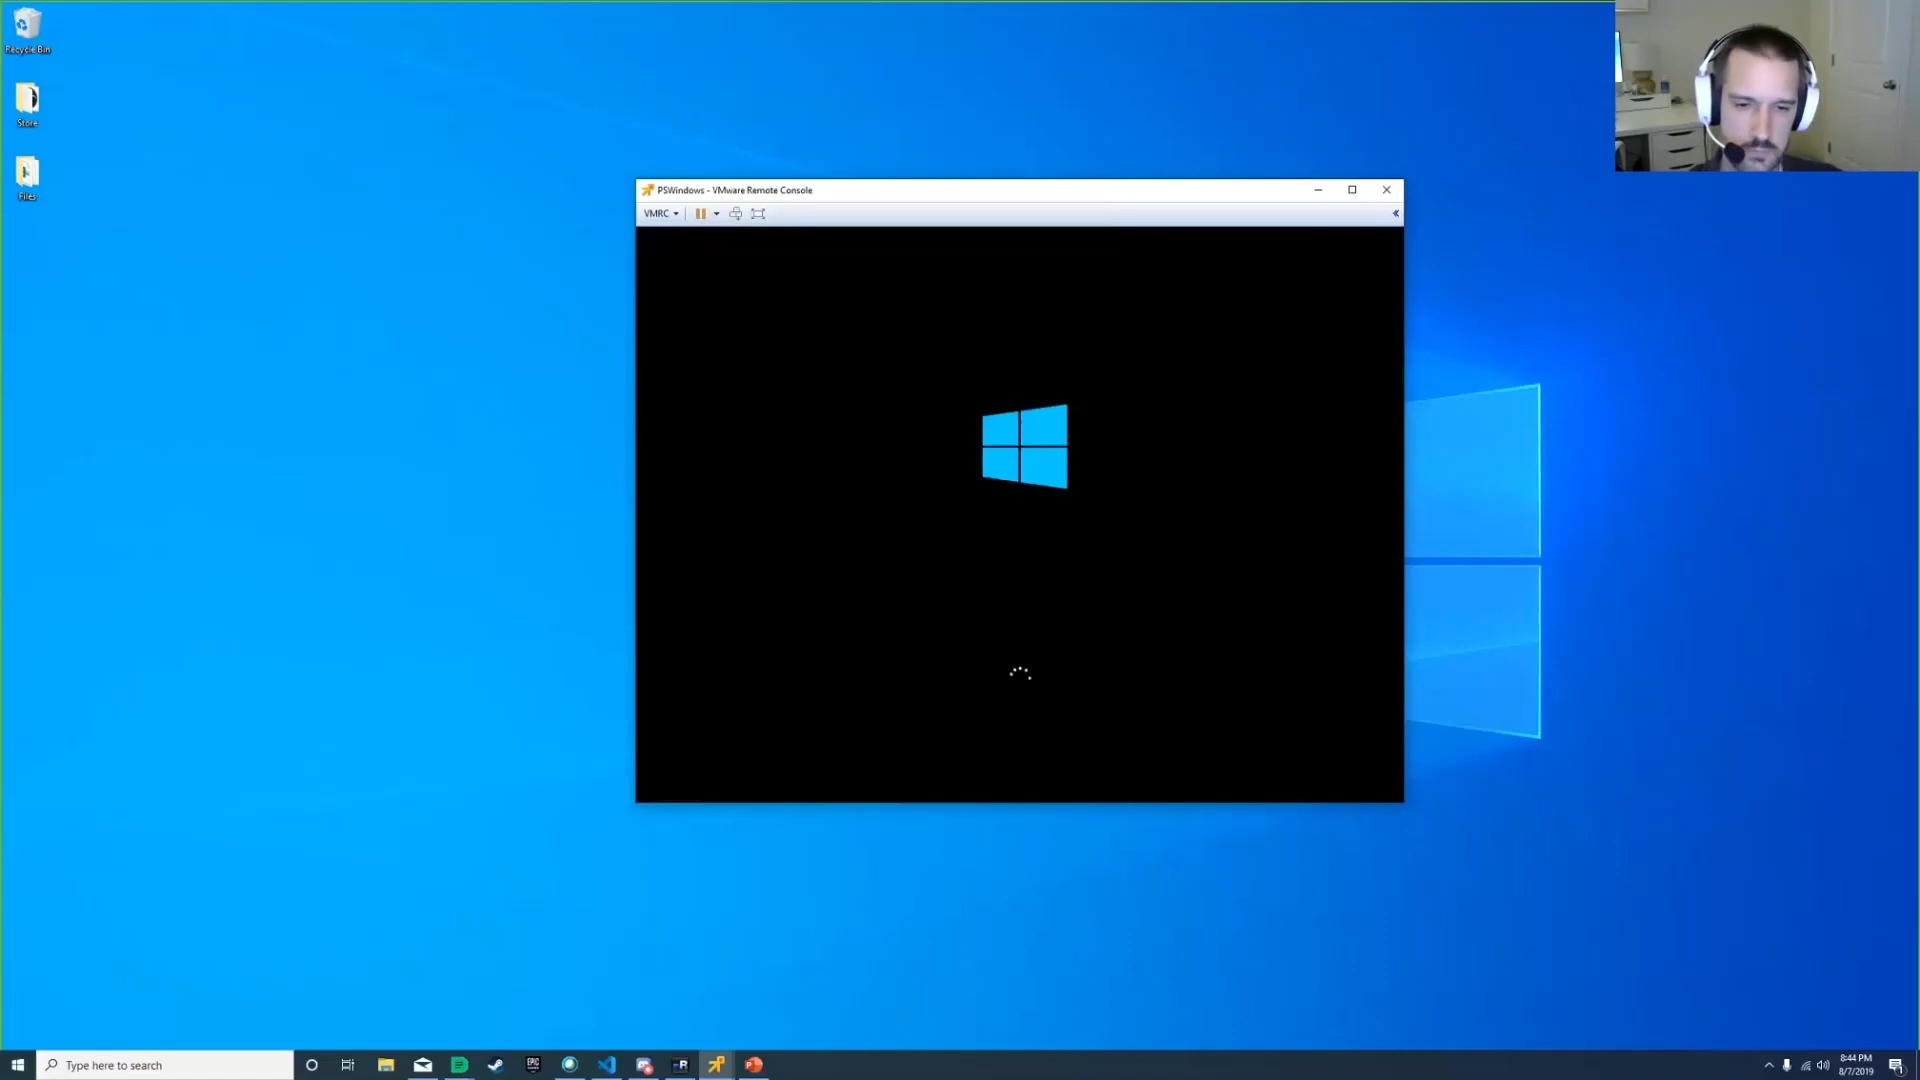 Recycle Bin
Store
Files
PSWindows - VMware Remote Console
VMRC
Type here to search
EPIC
R
8:44 PM
8/7/2019